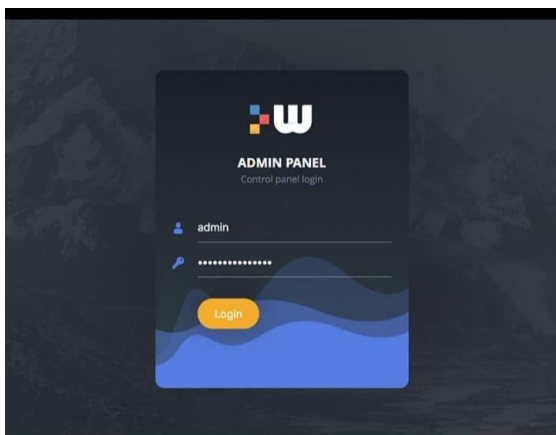 W
ADMIN PANEL
Control panel login
admin
•••••••••••••••
Login